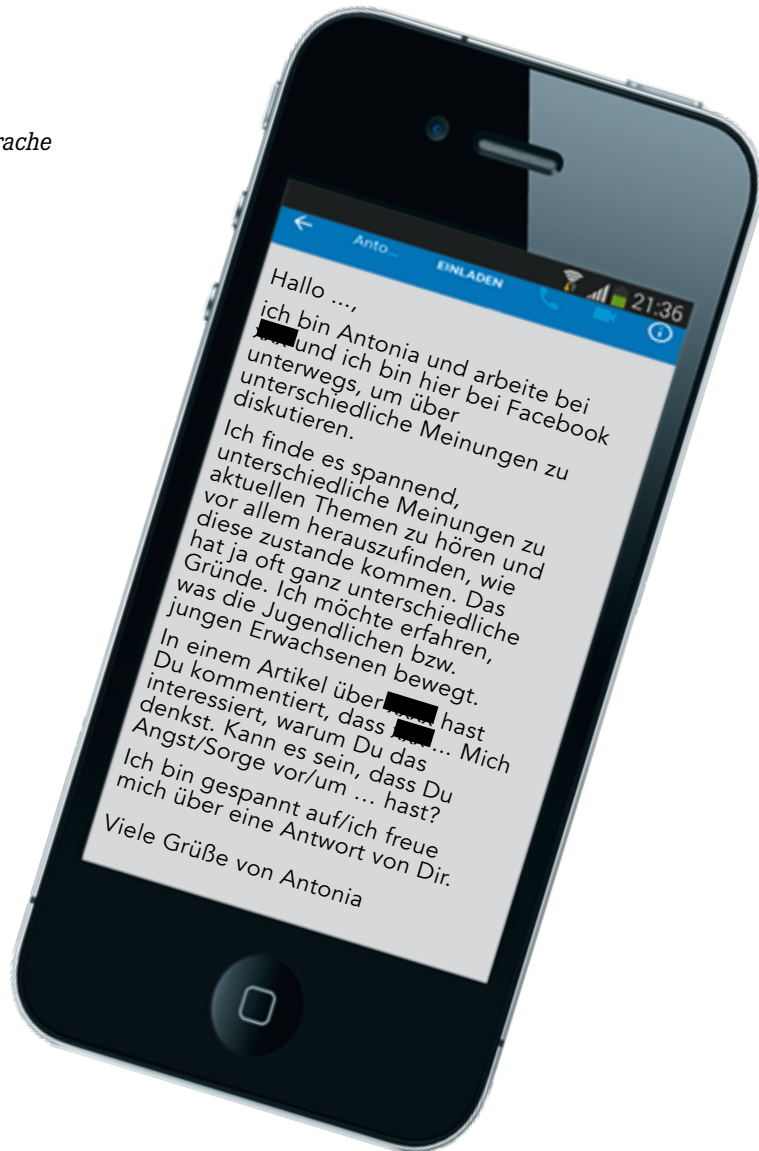 rache
Anto...
EINLADEN
21:36
Hallo ...,
ich bin Antonia und arbeite bei
und ich bin hier bei Facebook
unterwegs, um über
unterschiedliche Meinungen zu
diskutieren.
Ich finde es spannend,
unterschiedliche Meinungen zu
aktuellen Themen zu hören und
vor allem herauszufinden, wie
diese zustande kommen. Das
hat ja oft ganz unterschiedliche
Gründe. Ich möchte erfahren,
was die Jugendlichen bzw.
jungen Erwachsenen bewegt.
In einem Artikel über hast
Du kommentiert, dass ... Mich
interessiert, warum Du das
denkst. Kann es sein, dass Du
Angst/Sorge vor/um ... hast?
Ich bin gespannt auf/ich freue
mich über eine Antwort von Dir.
Viele Grüße von Antonia